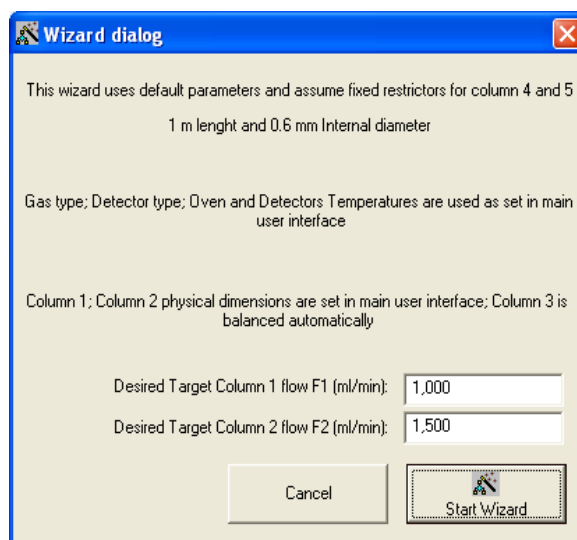 Wizard dialog
This wizard uses default parameters and assume fixed restrictors for column 4 and 5
1 m lenght and 0.6 mm Internal diameter
Gas type; Detector type; Oven and Detectors Temperatures are used as set in main
user interface
Column 1; Column 2 physical dimensions are set in main user interface; Column 3 is
balanced automatically
Desired Target Column 1 flow F1 (ml/min): 1,000
Desired Target Column 2 flow F2 (ml/min): 1,500
Cancel
Start Wizard